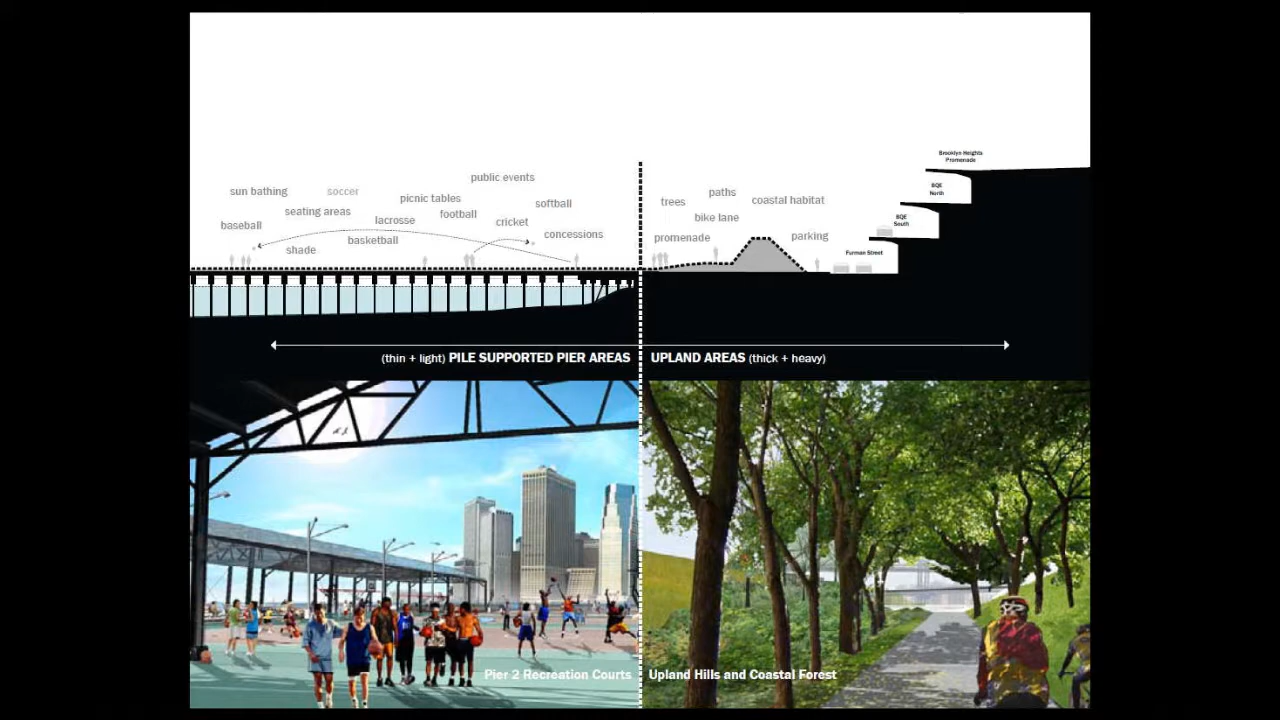 public events
sun bathing
soccer
picnic tables
softball
seating areas
football
lacrosse
cricket
baseball
basketball
concessions
shade
paths
trees
coastal habitat
bike lane
promenade
parking
Brooklyn Heights
Promenade
BQE
North
BQE
South
Furman Street
(thin + light) PILE SUPPORTED PIER AREAS
UPLAND AREAS (thick + heavy)
Pier 2 Recreation Courts
Upland Hills and Coastal Forest